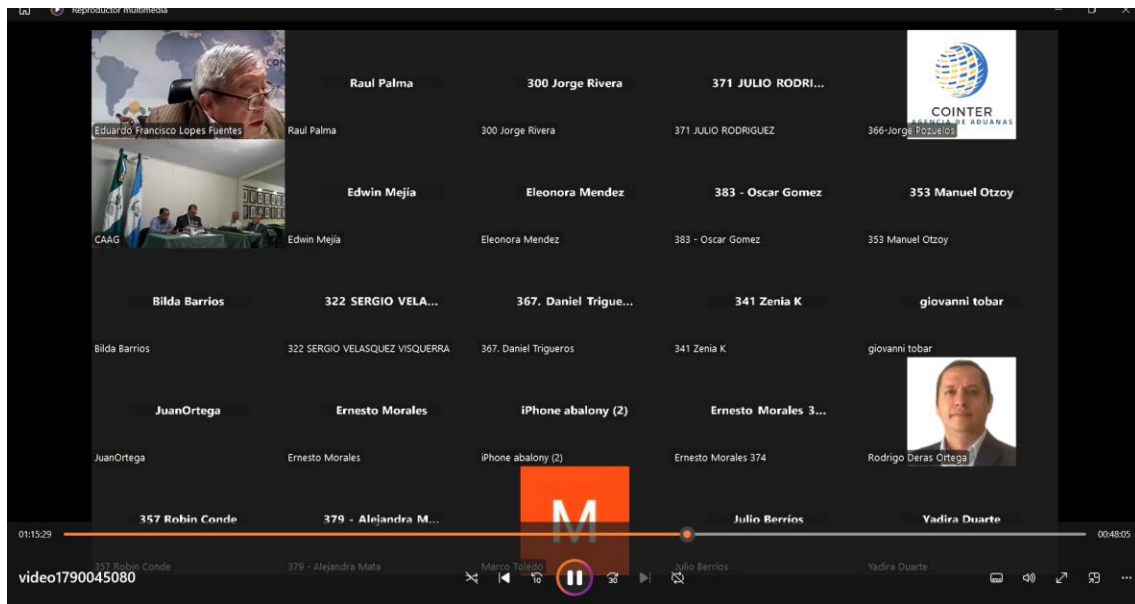 Reproductor multimedia
Raul Palma
300 Jorge Rivera
371 JULIO RODRI...
COINTER
AGENCIA DE ADUANAS
Eduardo Francisco Lopes Fuentes
Raul Palma
300 Jorge Rivera
371 JULIO RODRIGUEZ
366-Jorge Pozuelos
Edwin Mejía
Eleonora Mendez
383 - Oscar Gomez
353 Manuel Otzoy
CAAG
Edwin Mejía
Eleonora Mendez
383 - Oscar Gomez
353 Manuel Otzoy
Bilda Barrios
322 SERGIO VELA...
367. Daniel Trigue...
341 Zenia K
giovanni tobar
Bilda Barrios
322 SERGIO VELASQUEZ VISQUERRA
367. Daniel Trigueros
341 Zenia K
giovanni tobar
JuanOrtega
Ernesto Morales
iPhone abalony (2)
Ernesto Morales 3...
JuanOrtega
Ernesto Morales
iPhone abalony (2)
Ernesto Morales 374
Rodrigo Deras Ortega
357 Robin Conde
379 - Alejandra M...
M
Julio Berríos
Yadira Duarte
01:15:29
00:48:05
357 Robin Conde
379 - Alejandra Mata
Marco Toledo
Julio Berríos
Yadira Duarte
video1790045080
10
30